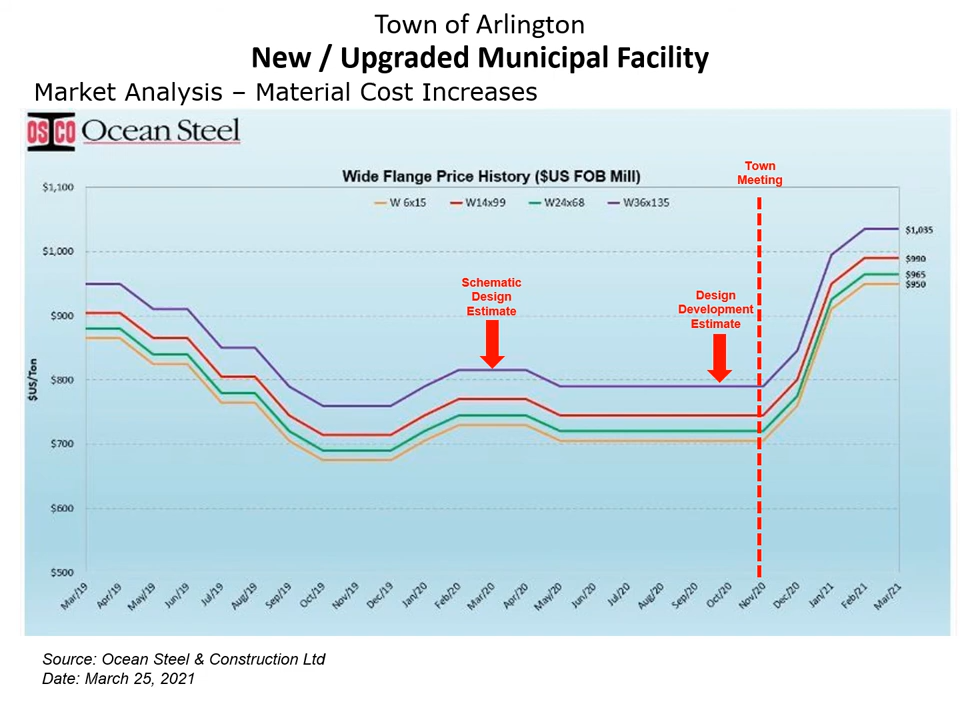 Town of Arlington
New / Upgraded Municipal Facility
Market Analysis – Material Cost Increases
OSCO Ocean Steel
Wide Flange Price History ($US FOB Mill)
W 6x15 W14x99 W24x68 W36x135
Town
Meeting
Schematic
Design
Estimate
Design
Development
Estimate
$US/Ton
$1,100
$1,000
$900
$800
$700
$600
$500
$1,035
$990
$965
$950
Mar/19 Apr/19 May/19 Jun/19 Jul/19 Aug/19 Sep/19 Oct/19 Nov/19 Dec/19 Jan/20 Feb/20 Mar/20 Apr/20 May/20 Jun/20 Jul/20 Aug/20 Sep/20 Oct/20 Nov/20 Dec/20 Jan/21 Feb/21 Mar/21
Source: Ocean Steel & Construction Ltd
Date: March 25, 2021